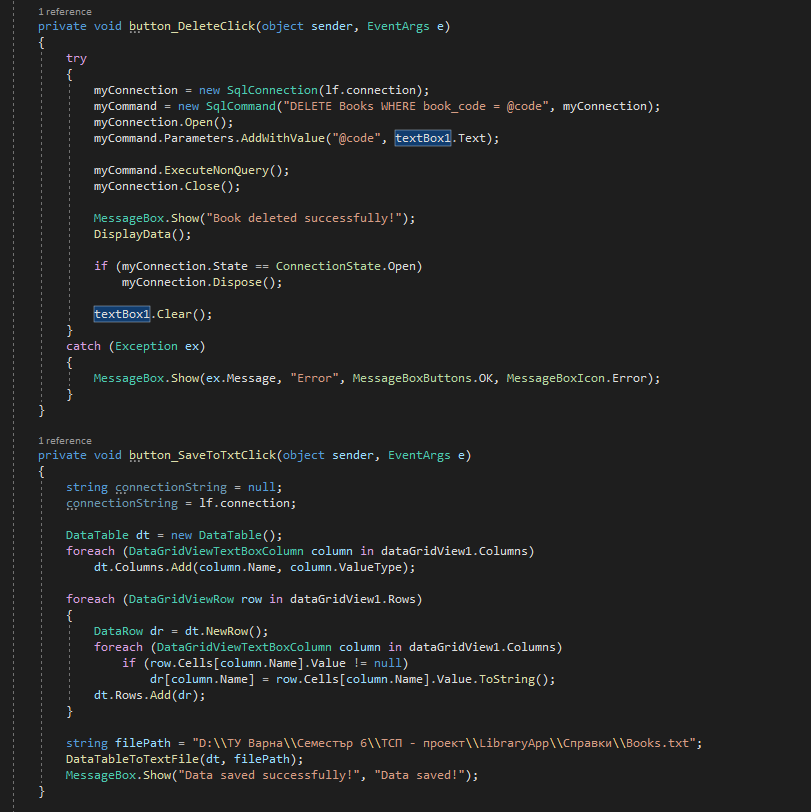 1 reference
private void button_DeleteClick(object sender, EventArgs e)
{
try
{
myConnection = new SqlConnection(lf.connection);
myCommand = new SqlCommand("DELETE Books WHERE book_code = @code", myConnection);
myConnection.Open();
myCommand.Parameters.AddWithValue("@code", textBox1.Text);
myCommand.ExecuteNonQuery();
myConnection.Close();
MessageBox.Show("Book deleted successfully!");
DisplayData();
if (myConnection.State == ConnectionState.Open)
myConnection.Dispose();
textBox1.Clear();
}
catch (Exception ex)
{
MessageBox.Show(ex.Message, "Error", MessageBoxButtons.OK, MessageBoxIcon.Error);
}
}
1 reference
private void button_SaveToTxtClick(object sender, EventArgs e)
{
string connectionString = null;
connectionString = lf.connection;
DataTable dt = new DataTable();
foreach (DataGridViewTextBoxColumn column in dataGridView1.Columns)
dt.Columns.Add(column.Name, column.ValueType);
foreach (DataGridViewRow row in dataGridView1.Rows)
{
DataRow dr = dt.NewRow();
foreach (DataGridViewTextBoxColumn column in dataGridView1.Columns)
if (row.Cells[column.Name].Value != null)
dr[column.Name] = row.Cells[column.Name].Value.ToString();
dt.Rows.Add(dr);
}
string filePath = "D:\\ТУ Варна\\Семестър 6\\ТСП - проект\\LibraryApp\\Справки\\Books.txt";
DataTableToTextFile(dt, filePath);
MessageBox.Show("Data saved successfully!", "Data saved!");
}